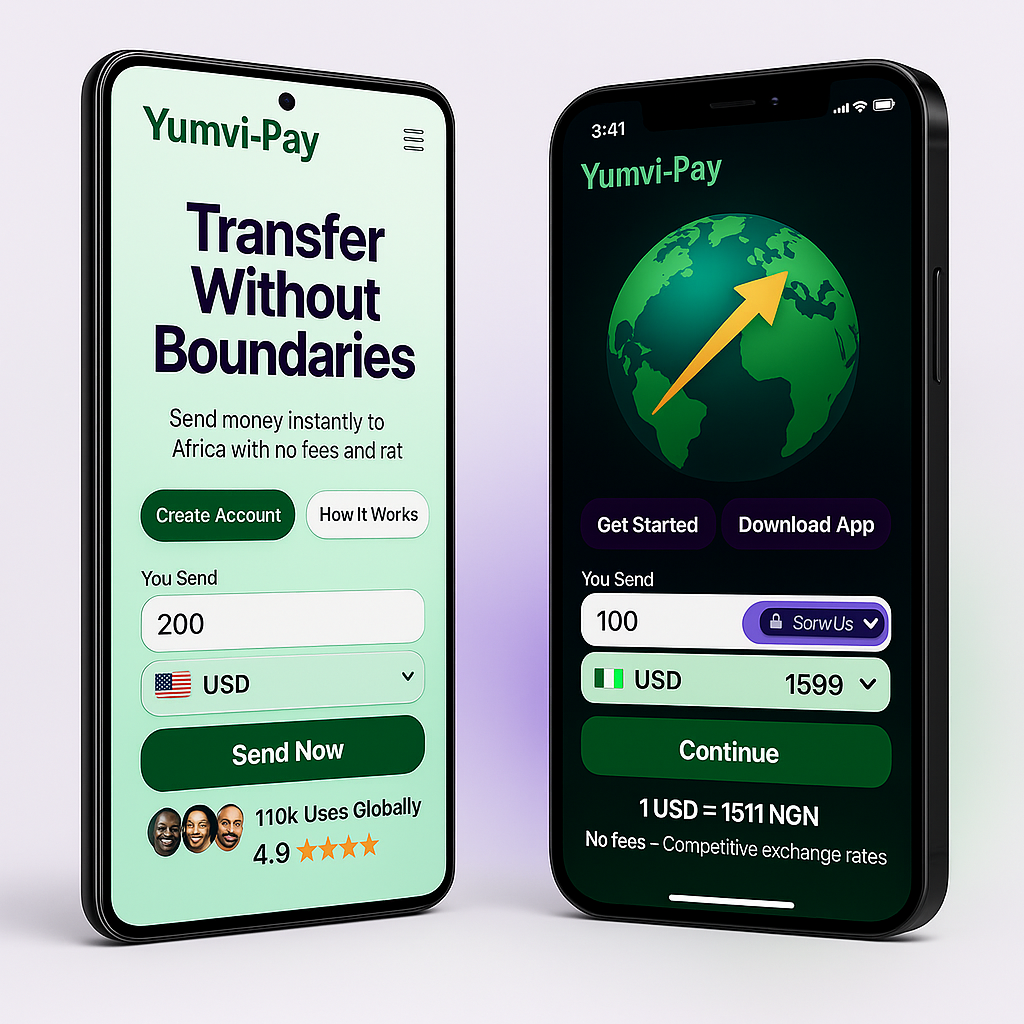 Yumvi-Pay
Transfer
Without
Boundaries
Send money instantly to
Africa with no fees and rat
Create Account
How It Works
You Send
200
USD
Send Now
110k Uses Globally
4.9
3:41
Yumvi-Pay
Get Started
Download App
You Send
100
SorwUs
USD
1599
Continue
1 USD = 1511 NGN
No fees – Competitive exchange rates